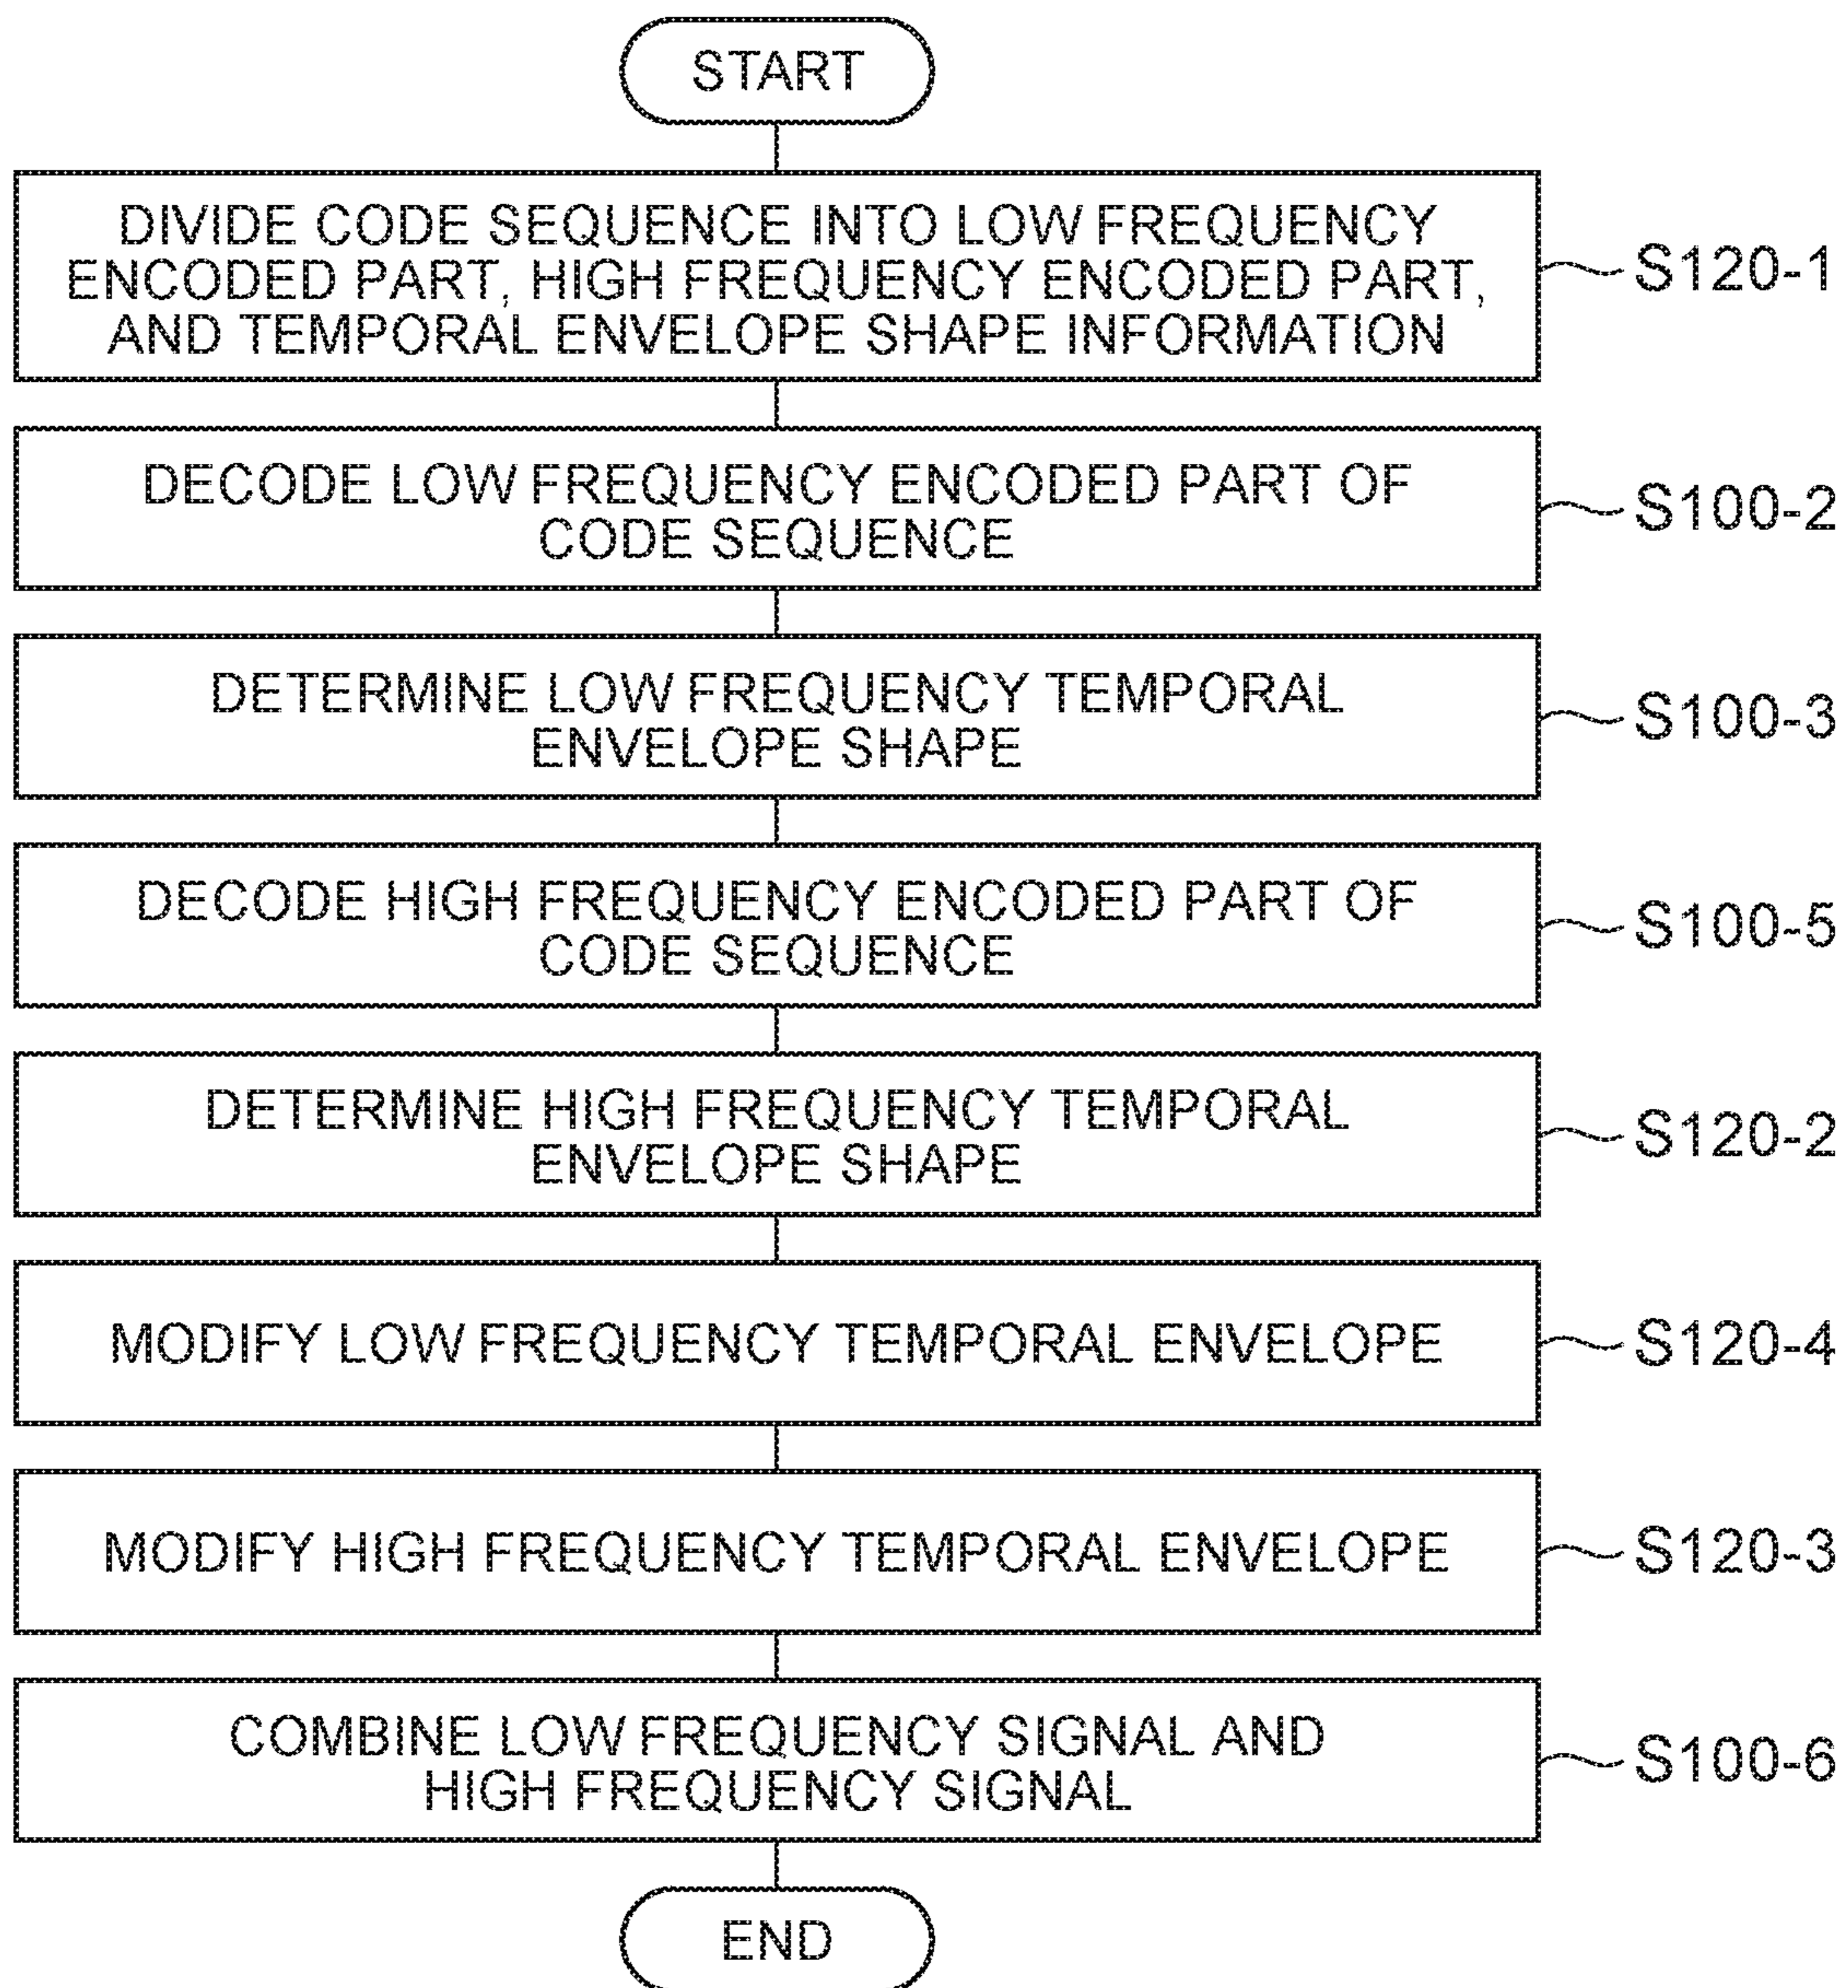 START
DIVIDE CODE SEQUENCE INTO LOW FREQUENCY
ENCODED PART, HIGH FREQUENCY ENCODED PART,
AND TEMPORAL ENVELOPE SHAPE INFORMATION
S120-1
DECODE LOW FREQUENCY ENCODED PART OF
CODE SEQUENCE
S100-2
DETERMINE LOW FREQUENCY TEMPORAL
ENVELOPE SHAPE
S100-3
DECODE HIGH FREQUENCY ENCODED PART OF
CODE SEQUENCE
S100-5
DETERMINE HIGH FREQUENCY TEMPORAL
ENVELOPE SHAPE
S120-2
MODIFY LOW FREQUENCY TEMPORAL ENVELOPE
S120-4
MODIFY HIGH FREQUENCY TEMPORAL ENVELOPE
S120-3
COMBINE LOW FREQUENCY SIGNAL AND
HIGH FREQUENCY SIGNAL
S100-6
END